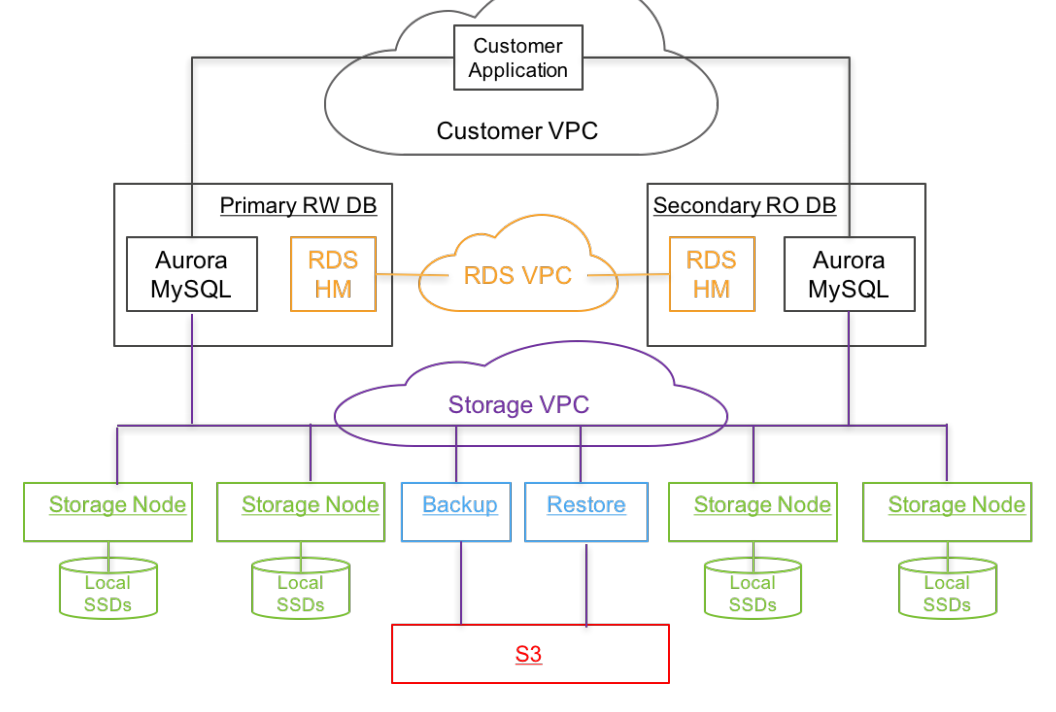 Customer
Application
Customer VPC
Primary RW DB
Secondary RO DB
Aurora
MySQL
RDS
HM
RDS VPC
RDS
HM
Aurora
MySQL
Storage VPC
Storage Node
Storage Node
Backup
Restore
Storage Node
Storage Node
Local
SSDs
Local
SSDs
Local
SSDs
Local
SSDs
S3